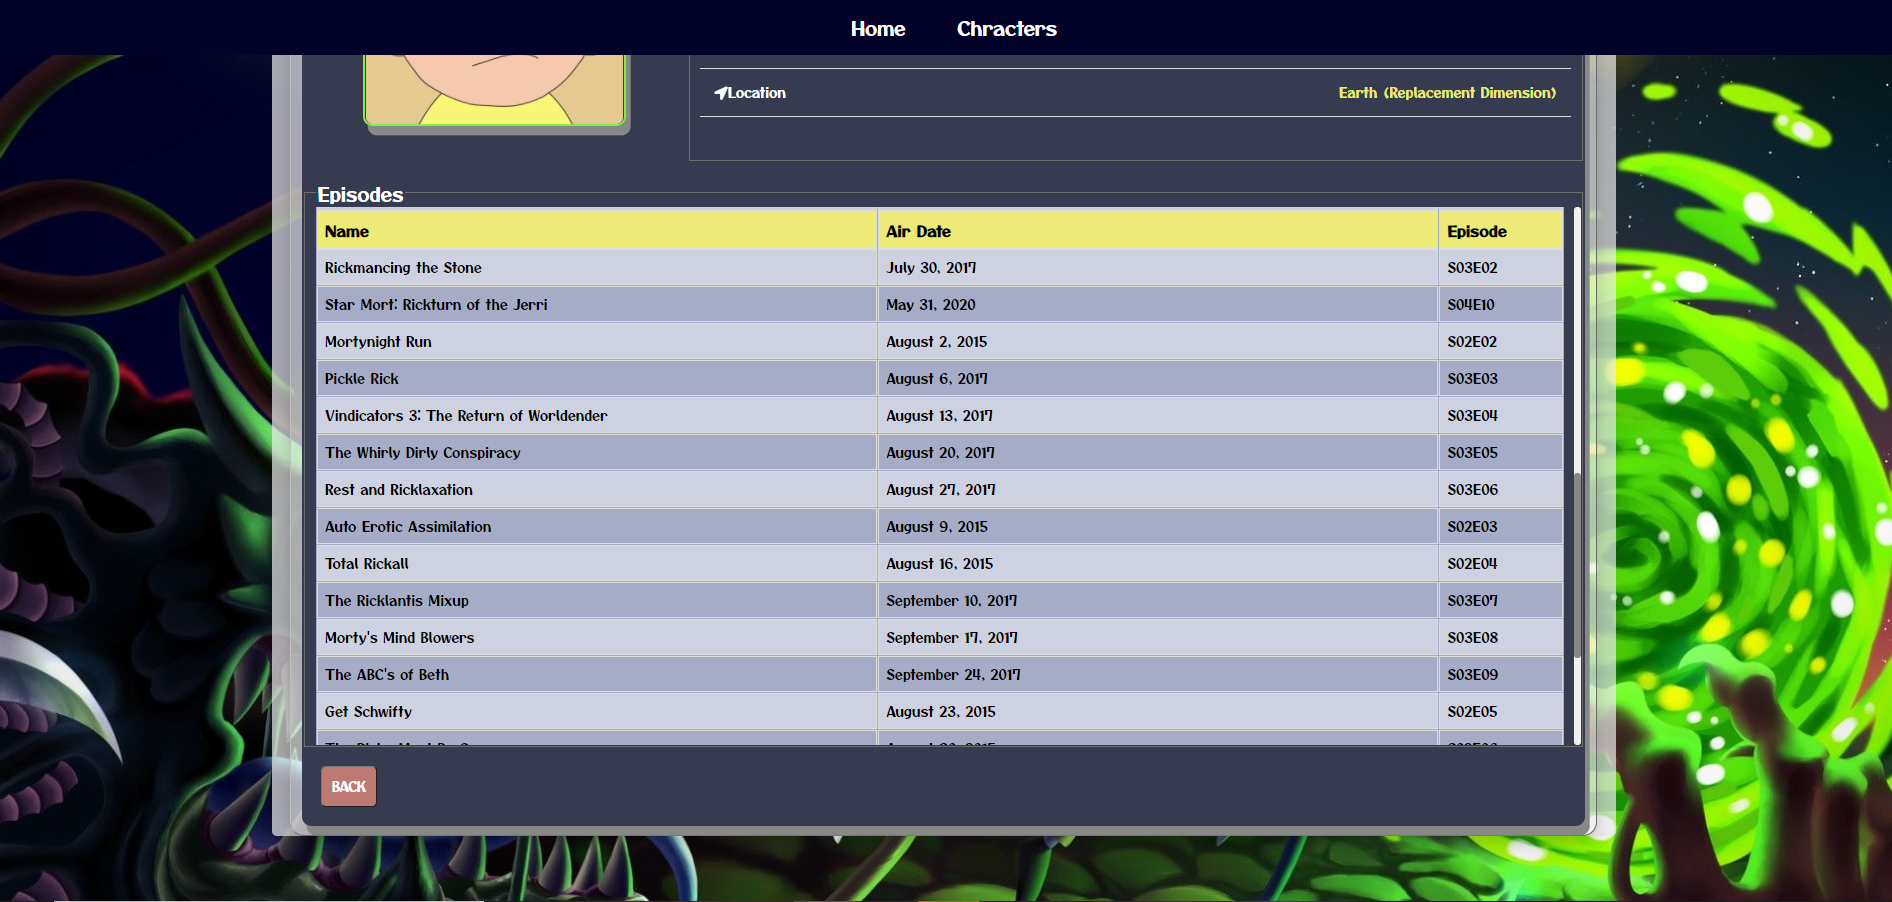 Home Chracters
Location Earth (Replacement Dimension)
Episodes
Name Air Date Episode
Rickmancing the Stone July 30, 2017 S03E02
Star Mort: Rickturn of the Jerri May 31, 2020 S04E10
Mortynight Run August 2, 2015 S02E02
Pickle Rick August 6, 2017 S03E03
Vindicators 3: The Return of Worldender August 13, 2017 S03E04
The Whirly Dirly Conspiracy August 20, 2017 S03E05
Rest and Ricklaxation August 27, 2017 S03E06
Auto Erotic Assimilation August 9, 2015 S02E03
Total Rickall August 16, 2015 S02E04
The Ricklantis Mixup September 10, 2017 S03E07
Morty's Mind Blowers September 17, 2017 S03E08
The ABC's of Beth September 24, 2017 S03E09
Get Schwifty August 23, 2015 S02E05
BACK